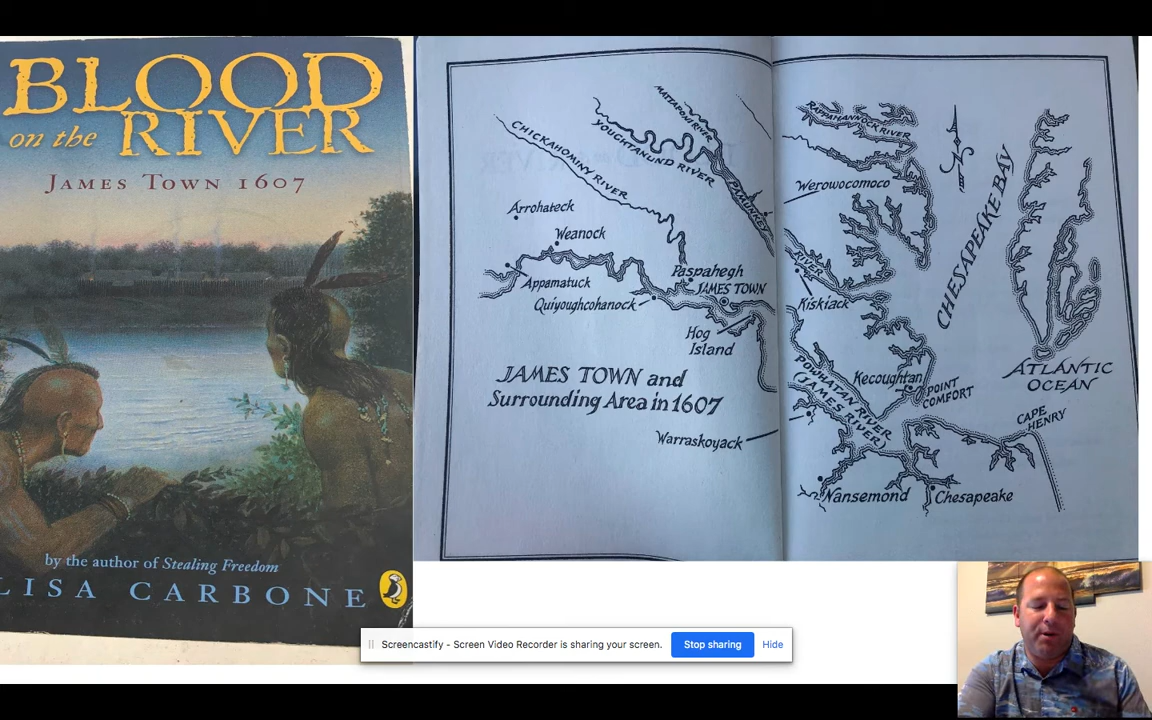 BLOOD
on the RIVER
JAMES TOWN 1607
by the author of Stealing Freedom
LISA CARBONE
MATTAPONI RIVER
YOUGHTANUND RIVER
CHICKAHOMINY RIVER
PAMUNKEY
Arrohateck
Weanock
Appamatuck
Quiyoughcohanock
Paspahegh
JAMES TOWN
Hog
Island
JAMES TOWN and
Surrounding Area in 1607
Warraskoyack
RAPPAHANNOCK RIVER
Werowocomoco
N
CHESAPEAKE BAY
RIVER
Kiskiack
Kecoughtan
POINT
COMFORT
POWHATAN RIVER
(JAMES RIVER)
ATLANTIC
OCEAN
CAPE
HENRY
Nansemond
Chesapeake
Screencastify - Screen Video Recorder is sharing your screen.
Stop sharing
Hide